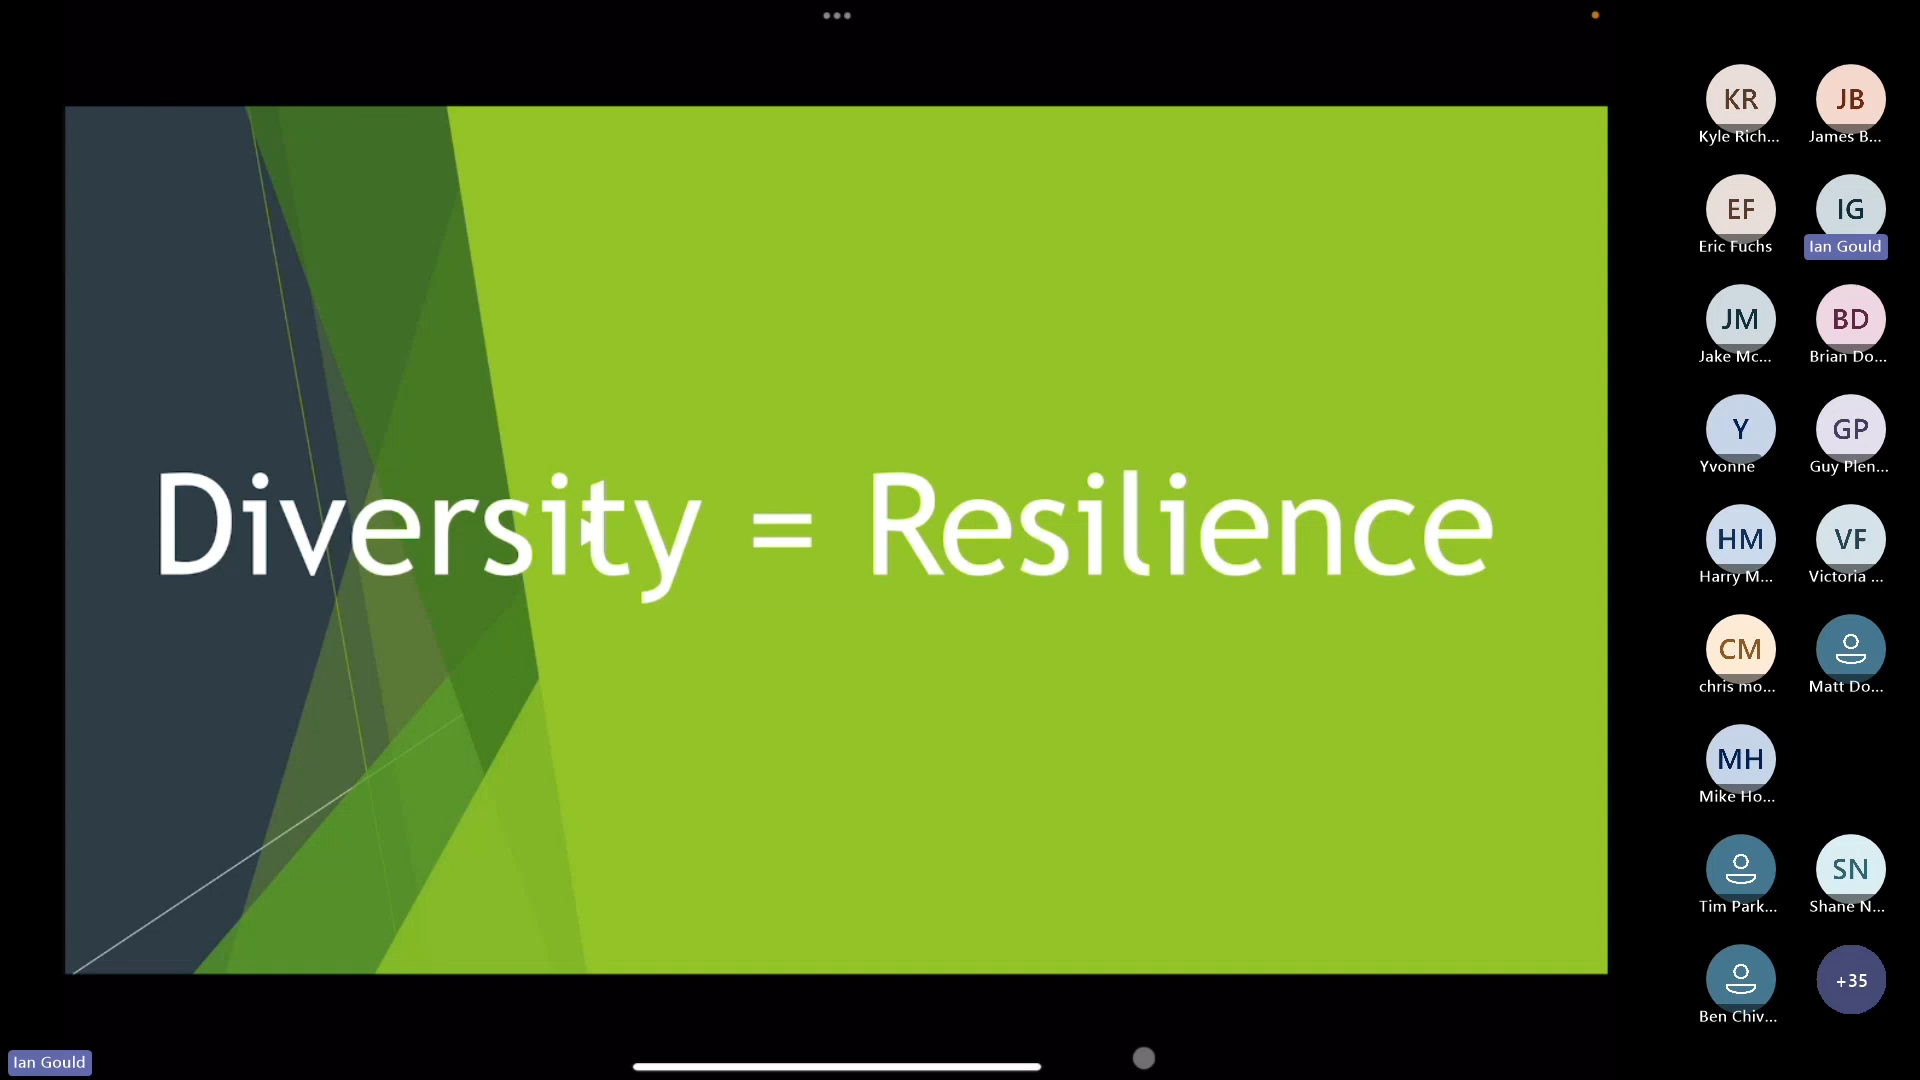 Diversity = Resilience
KR
Kyle Rich...
JB
James B...
EF
Eric Fuchs
IG
Ian Gould
JM
Jake Mc...
BD
Brian Do...
Y
Yvonne
GP
Guy Plen...
HM
Harry M...
VF
Victoria ...
CM
chris mo...
Matt Do...
MH
Mike Ho...
Tim Park...
SN
Shane N...
Ben Chiv...
+35
Ian Gould